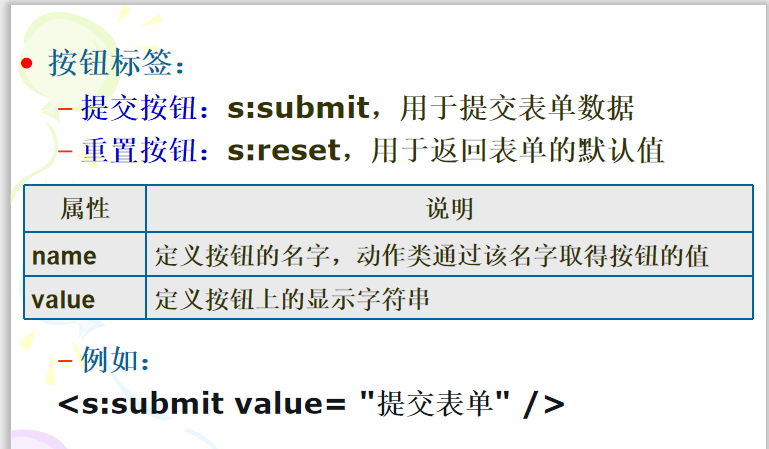 • 按钮标签：
– 提交按钮：s:submit，用于提交表单数据
– 重置按钮：s:reset，用于返回表单的默认值
属性 说明
name 定义按钮的名字，动作类通过该名字取得按钮的值
value 定义按钮上的显示字符串
– 例如：
<s:submit value= "提交表单" />